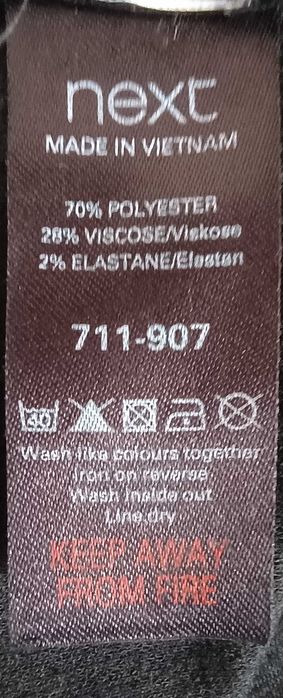 next
MADE IN VIETNAM
70% POLYESTER
28% VISCOSE/Viskose
2% ELASTANE/Elastan
711-907
40
Wash like colours together
Iron on reverse
Wash inside out
Line dry
KEEP AWAY
FROM FIRE